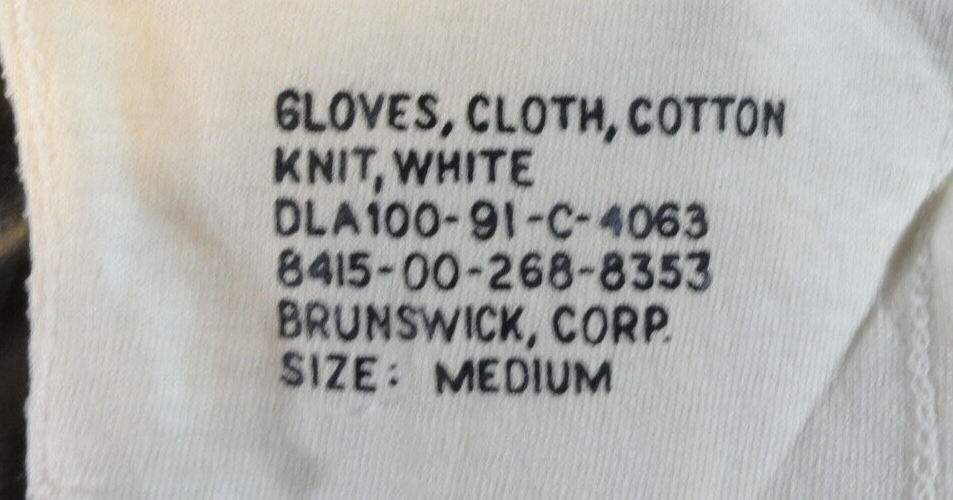 GLOVES, CLOTH, COTTON
KNIT, WHITE
DLA100-91-C-4063
8415-00-268-8353
BRUNSWICK, CORP.
SIZE: MEDIUM